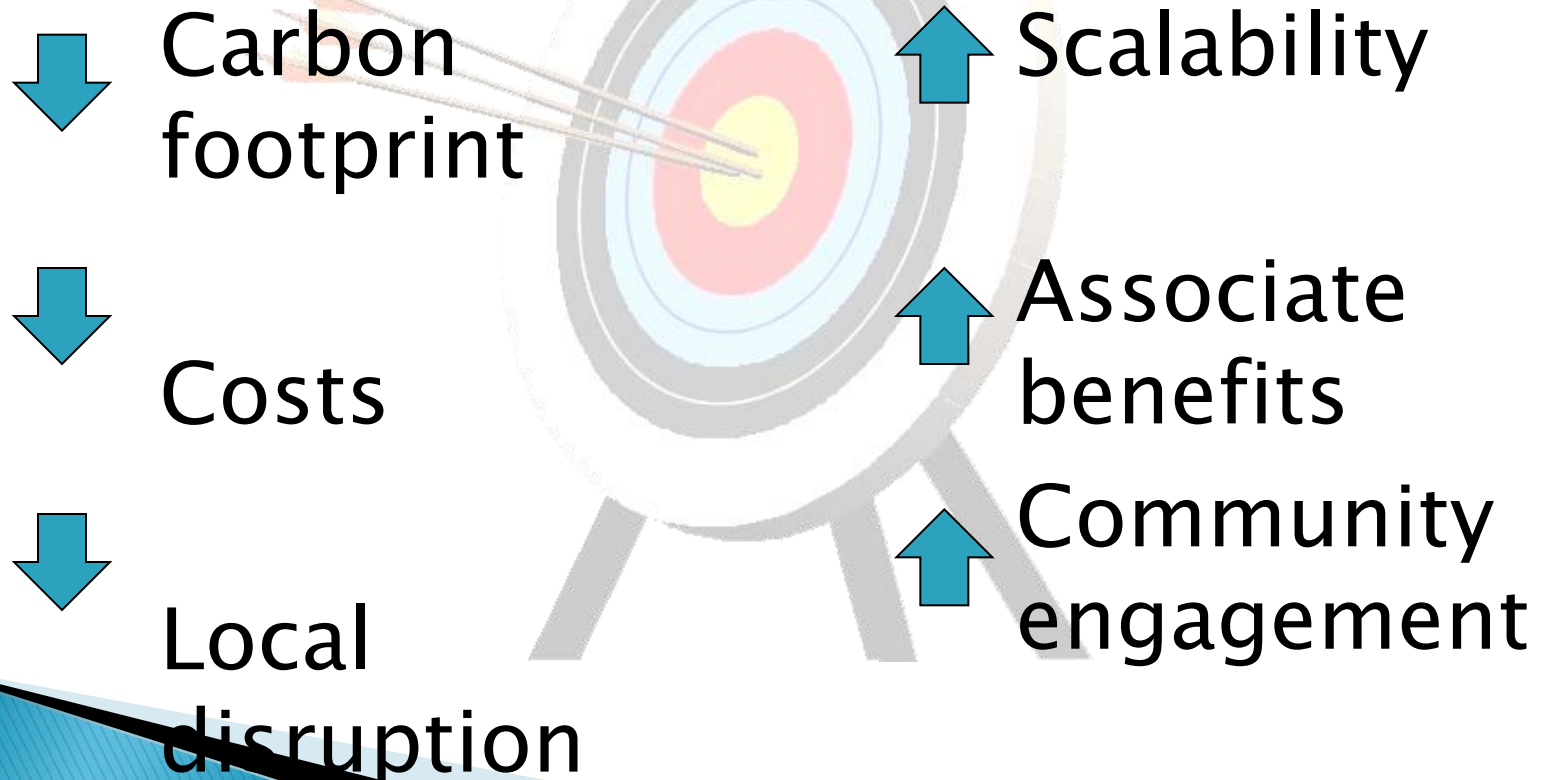 Carbon
footprint
Costs
Local
disruption
Scalability
Associate
benefits
Community
engagement